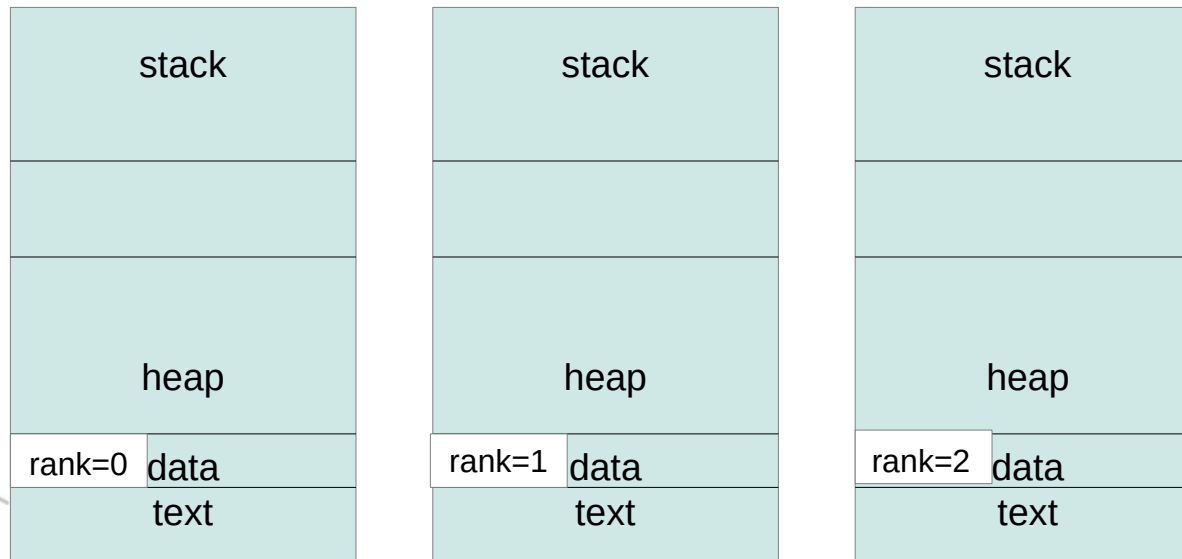 stack
stack
stack
heap
heap
heap
rank=0 data
rank=1 data
rank=2 data
text
text
text